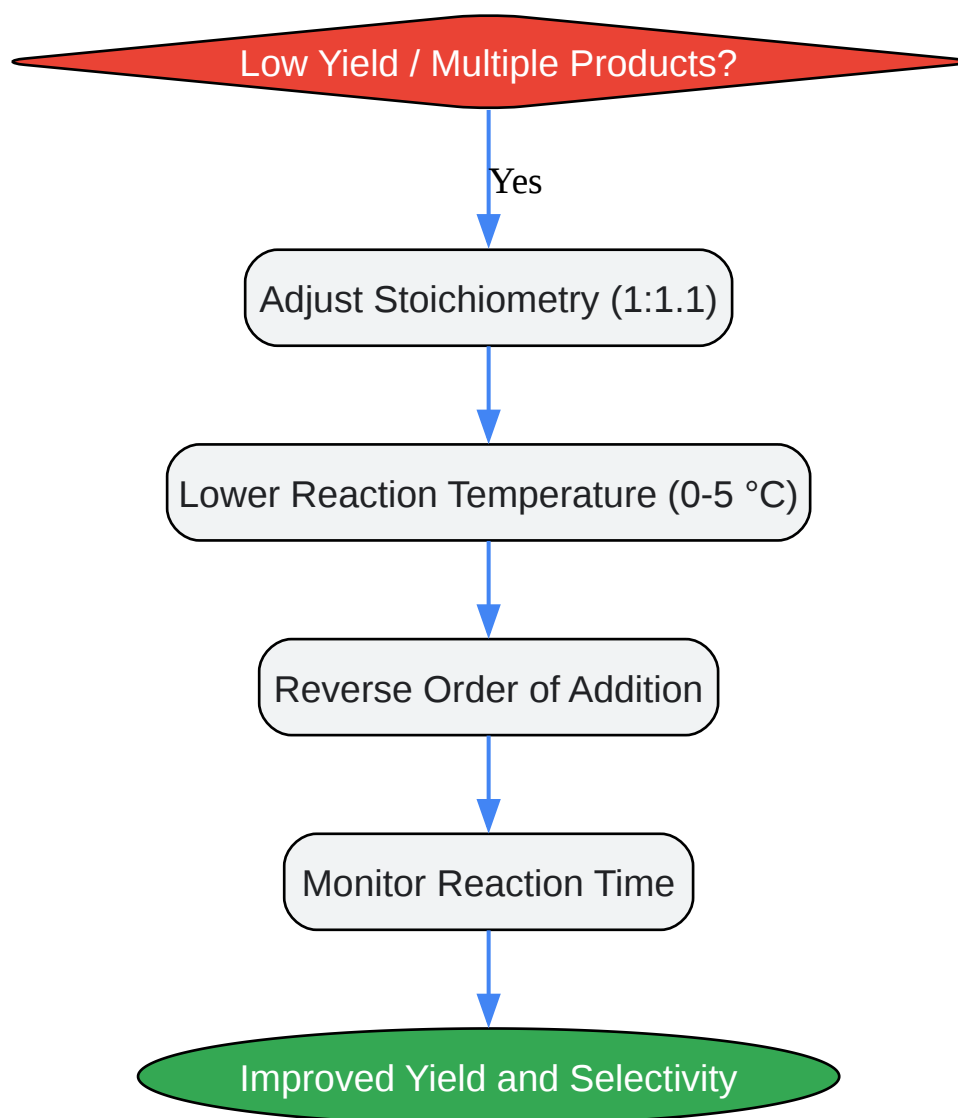 Low Yield / Multiple Products?
Yes
Adjust Stoichiometry (1:1.1)
Lower Reaction Temperature (0-5 °C)
Reverse Order of Addition
Monitor Reaction Time
Improved Yield and Selectivity